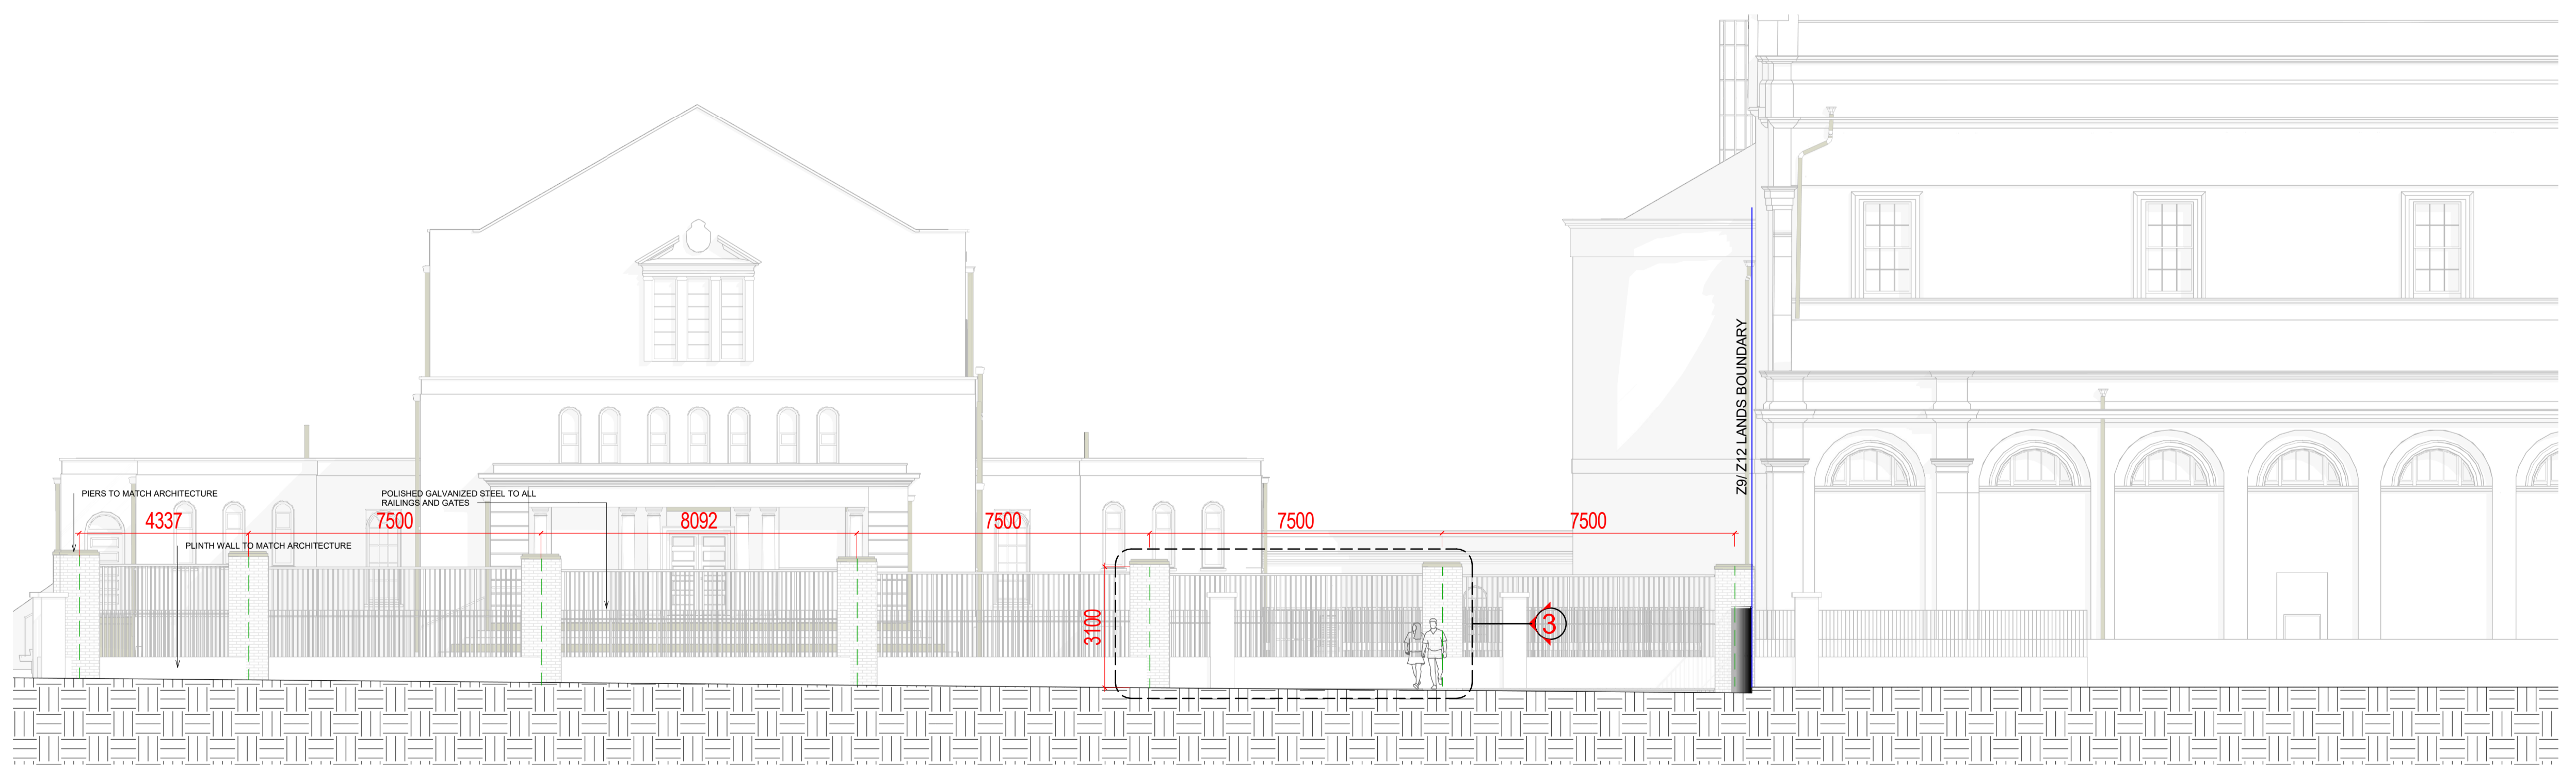 PIERS TO MATCH ARCHITECTURE
POLISHED GALVANIZED STEEL TO ALL
RAILINGS AND GATES
4337
7500
8092
7500
7500
7500
PLINTH WALL TO MATCH ARCHITECTURE
3100
3
Z9/ Z12 LANDS BOUNDARY